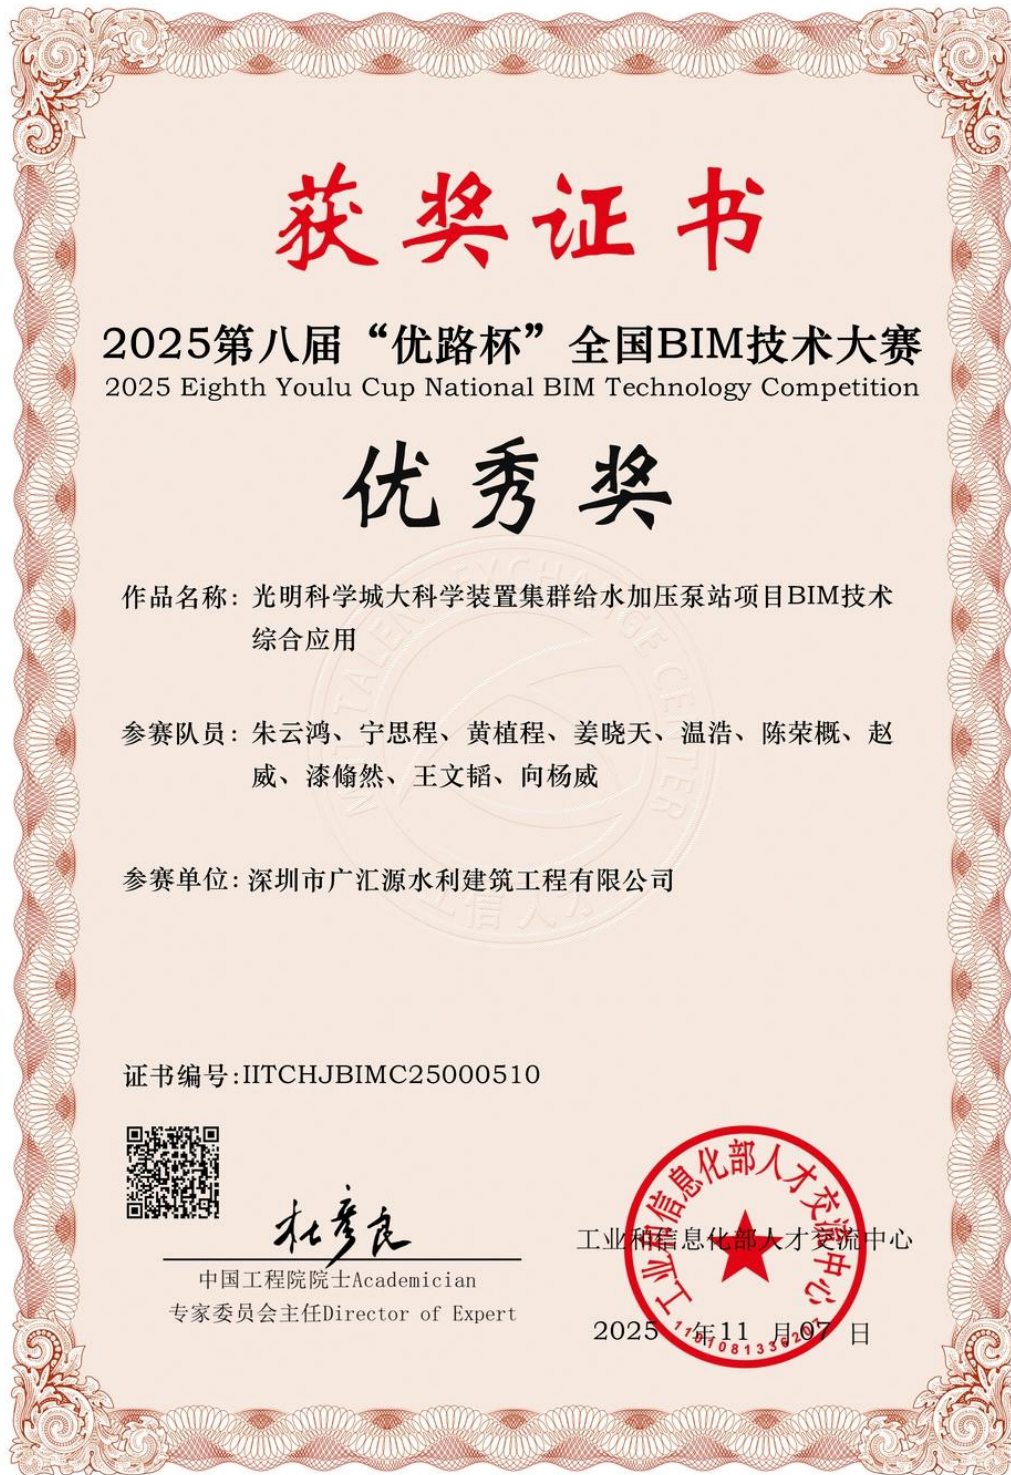 获奖证书
2025第八届“优路杯”全国BIM技术大赛
2025 Eighth Youlu Cup National BIM Technology Competition
优秀奖
作品名称：光明科学城大科学装置集群给水加压泵站项目BIM技术
综合应用
参赛队员：朱云鸿、宁思程、黄植程、姜晓天、温浩、陈荣概、赵
威、漆翛然、王文韬、向杨威
参赛单位：深圳市广汇源水利建筑工程有限公司
证书编号:IITCHJBIMC25000510
杜彦良
中国工程院院士Academician
专家委员会主任Director of Expert
工业和信息化部人才交流中心
工业和信息化部人才交流中心
2025 年11 月07 日
MIIT TALENT EXCHANGE CENTER
工信人才